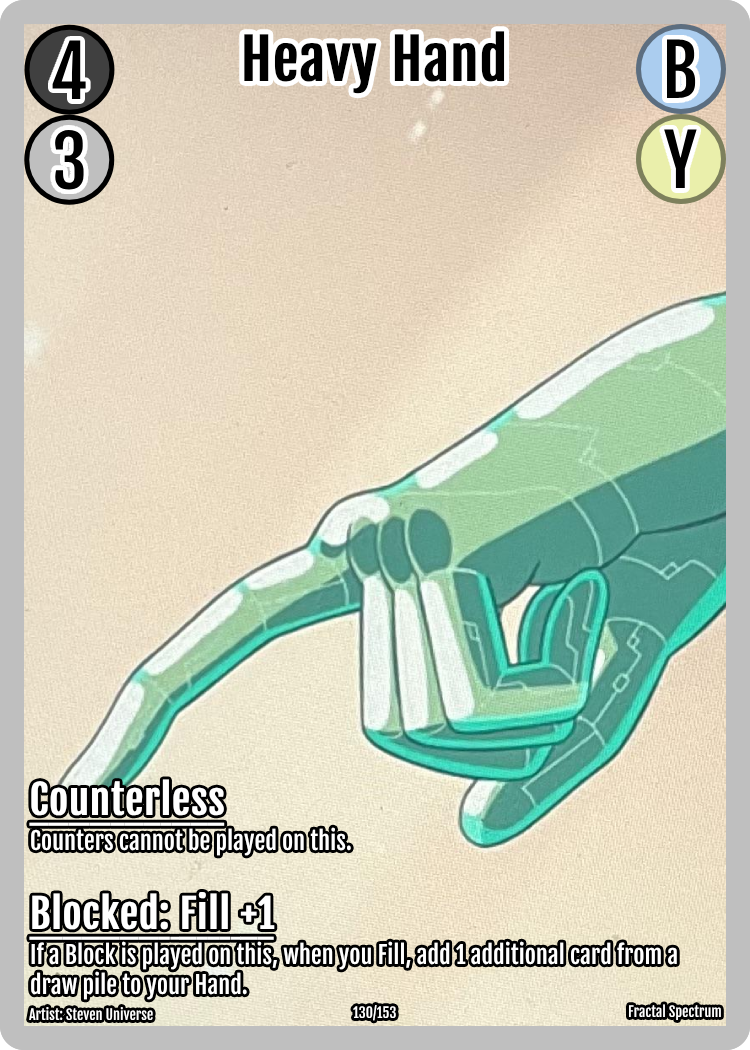 4
Heavy Hand
B
3
Y
Counterless
Counters cannot be played on this.
Blocked: Fill +1
If a Block is played on this, when you Fill, add 1 additional card from a
draw pile to your Hand.
Artist: Steven Universe
130/153
Fractal Spectrum